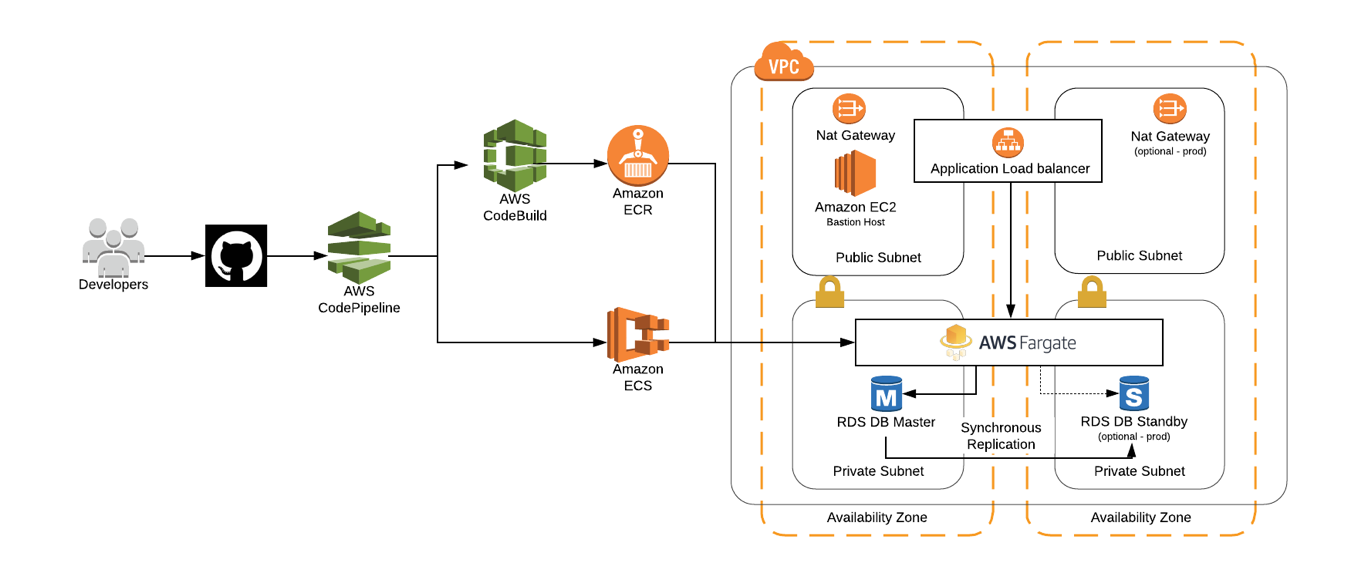 VPC
Nat Gateway
Nat Gateway
(optional - prod)
Application Load balancer
AWS
CodeBuild
Amazon
ECR
Amazon EC2
Bastion Host
Public Subnet
Public Subnet
Developers
AWS
CodePipeline
AWS Fargate
Amazon
ECS
M
RDS DB Master
S
RDS DB Standby
(optional - prod)
Synchronous
Replication
Private Subnet
Private Subnet
Availability Zone
Availability Zone